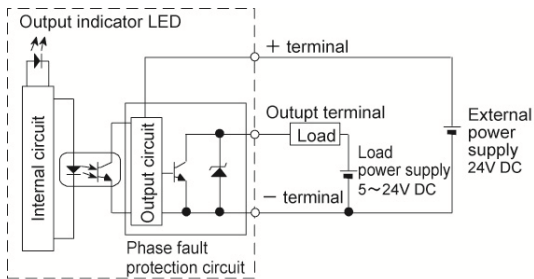 Output indicator LED
+ terminal
Internal circuit
Output circuit
Outupt terminal
Load
External
power
supply
24V DC
Load
power supply
5～24V DC
− terminal
Phase fault
protection circuit